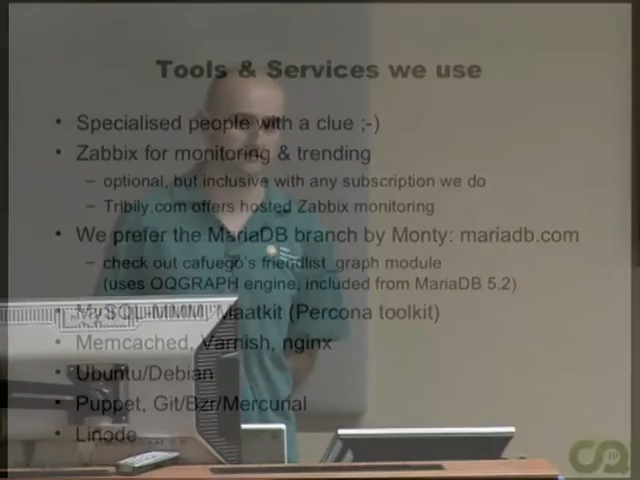 Tools & Services we use
• Specialised people with a clue ;-)
• Zabbix for monitoring & trending
– optional, but inclusive with any subscription we do
– Tribily.com offers hosted Zabbix monitoring
• We prefer the MariaDB branch by Monty: mariadb.com
– check out cafuego's friendlist_graph module
(uses OQGRAPH engine, included from MariaDB 5.2)
• MySQL-MMM, Maatkit (Percona toolkit)
• Memcached, Varnish, nginx
• Ubuntu/Debian
• Puppet, Git/Bzr/Mercurial
• Linode